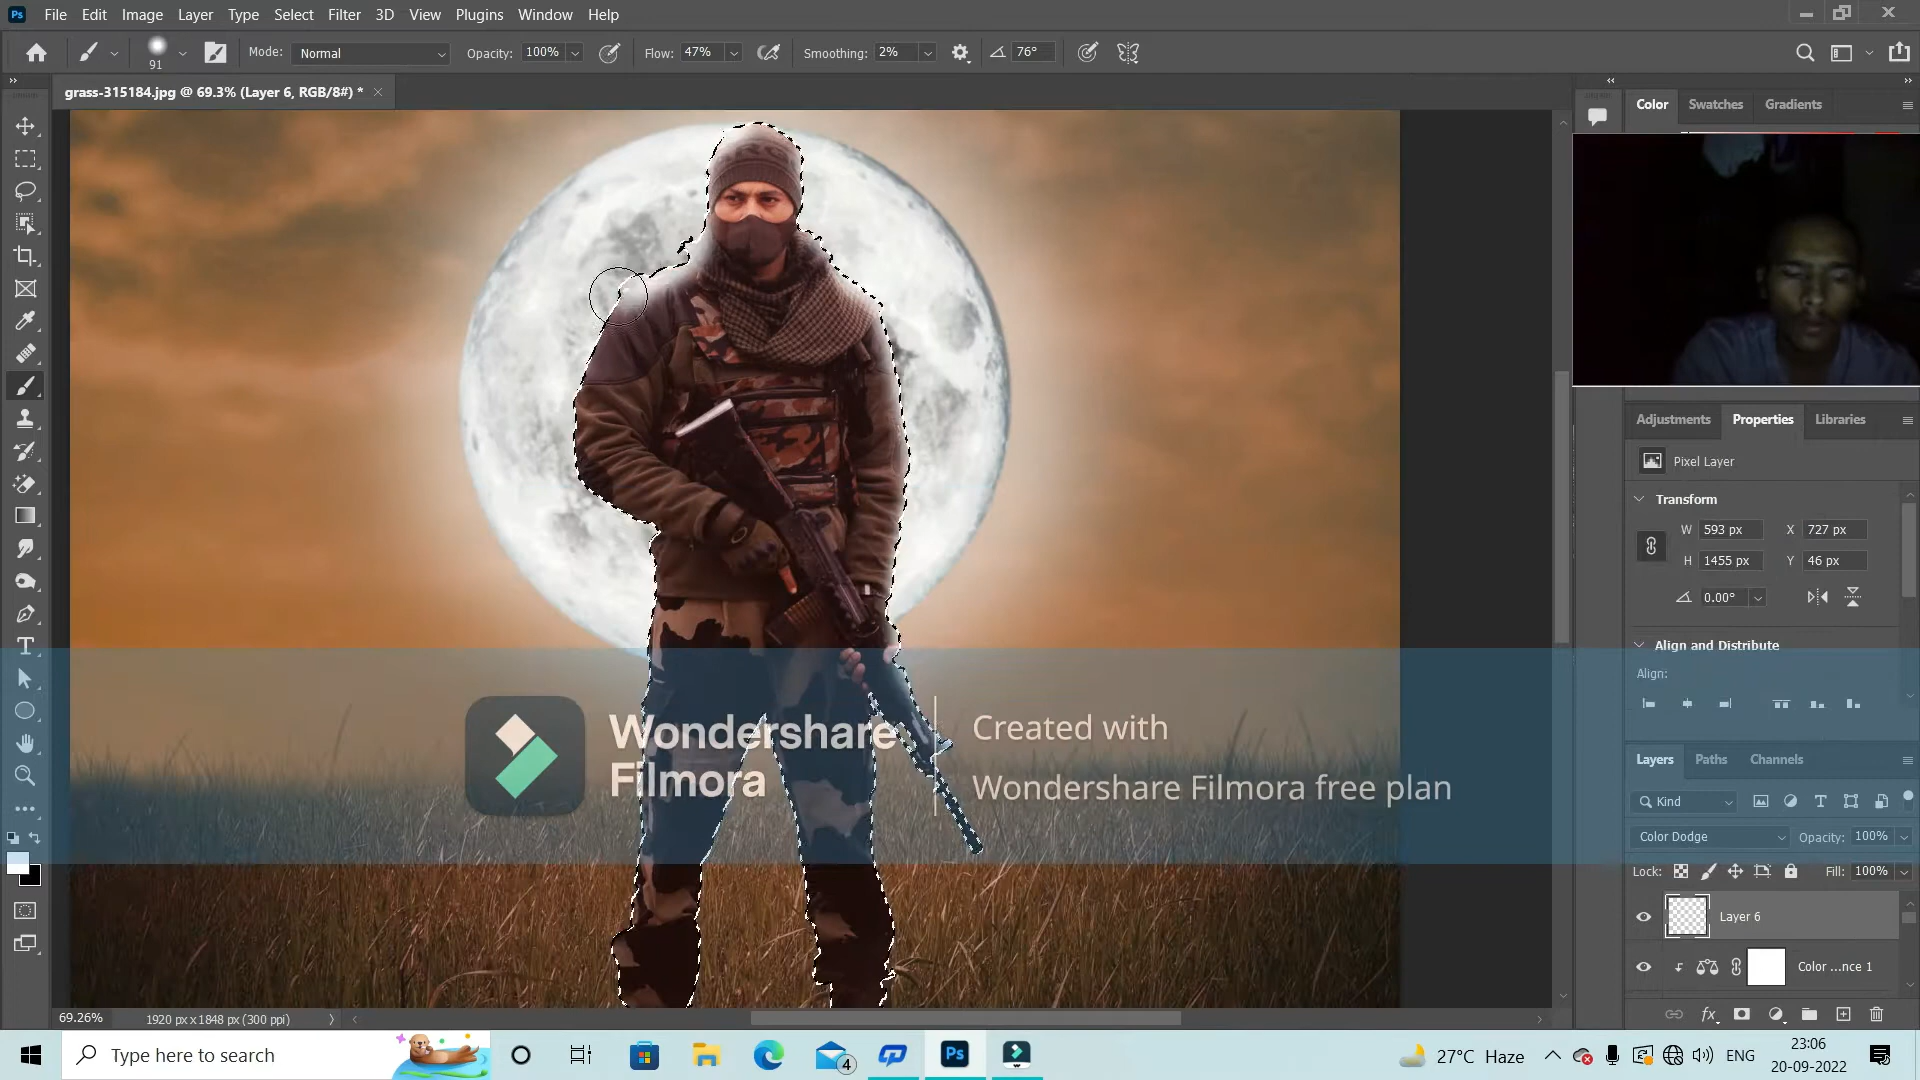 Ps File Edit Image Layer Type Select Filter 3D View Plugins Window Help
91 Mode: Normal Opacity: 100% Flow: 47% Smoothing: 2% 76°
grass-315184.jpg @ 69.3% (Layer 6, RGB/8#) *
Color Swatches Gradients
Adjustments Properties Libraries
Pixel Layer
Transform
W 593 px X 727 px
H 1455 px Y 46 px
0.00°
Align and Distribute
Align:
Wondershare
Filmora
Created with
Wondershare Filmora free plan
Layers Paths Channels
Kind
Color Dodge Opacity: 100%
Lock: Fill: 100%
Layer 6
Color ...nce 1
69.26% 1920 px x 1848 px (300 ppi)
Type here to search
4
Ps
27°C Haze
ENG
23:06
20-09-2022